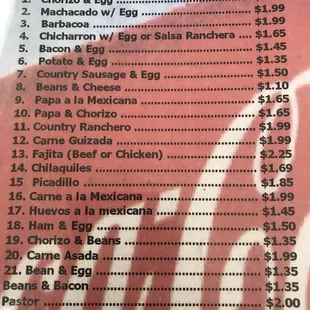 1. Chorizo & Egg
2. Machacado w/ Egg $1.99
3. Barbacoa $1.99
4. Chicharron w/ Egg or Salsa Ranchera $1.65
5. Bacon & Egg $1.45
6. Potato & Egg $1.35
7. Country Sausage & Egg $1.50
8. Beans & Cheese $1.10
9. Papa a la Mexicana $1.65
10. Papa & Chorizo $1.65
11. Country Ranchero $1.99
12. Carne Guizada $1.99
13. Fajita (Beef or Chicken) $2.25
14. Chilaquiles $1.69
15 Picadillo $1.85
16. Carne a la Mexicana $1.99
17. Huevos a la mexicana $1.45
18. Ham & Egg $1.50
19. Chorizo & Beans $1.35
20. Carne Asada $1.99
21. Bean & Egg $1.35
Beans & Bacon $1.35
Pastor $2.00